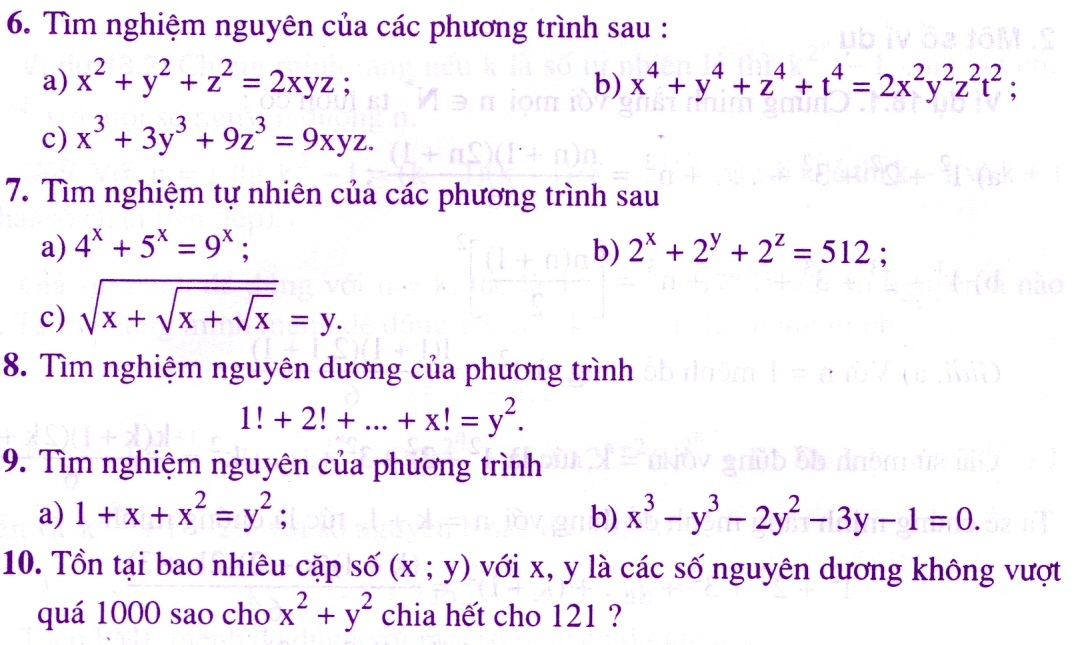 6. Tìm nghiệm nguyên của các phương trình sau :
a) x² + y² + z² = 2xyz ; b) x⁴ + y⁴ + z⁴ + t⁴ = 2x²y²z²t² ;
c) x³ + 3y³ + 9z³ = 9xyz.
7. Tìm nghiệm tự nhiên của các phương trình sau
a) 4ˣ + 5ˣ = 9ˣ ; b) 2ˣ + 2ʸ + 2ᶻ = 512 ;
c) √(x + √(x + √x)) = y.
8. Tìm nghiệm nguyên dương của phương trình
1! + 2! + ... + x! = y².
9. Tìm nghiệm nguyên của phương trình
a) 1 + x + x² = y² ; b) x³ – y³ – 2y² – 3y – 1 = 0.
10. Tồn tại bao nhiêu cặp số (x ; y) với x, y là các số nguyên dương không vượt
quá 1000 sao cho x² + y² chia hết cho 121 ?